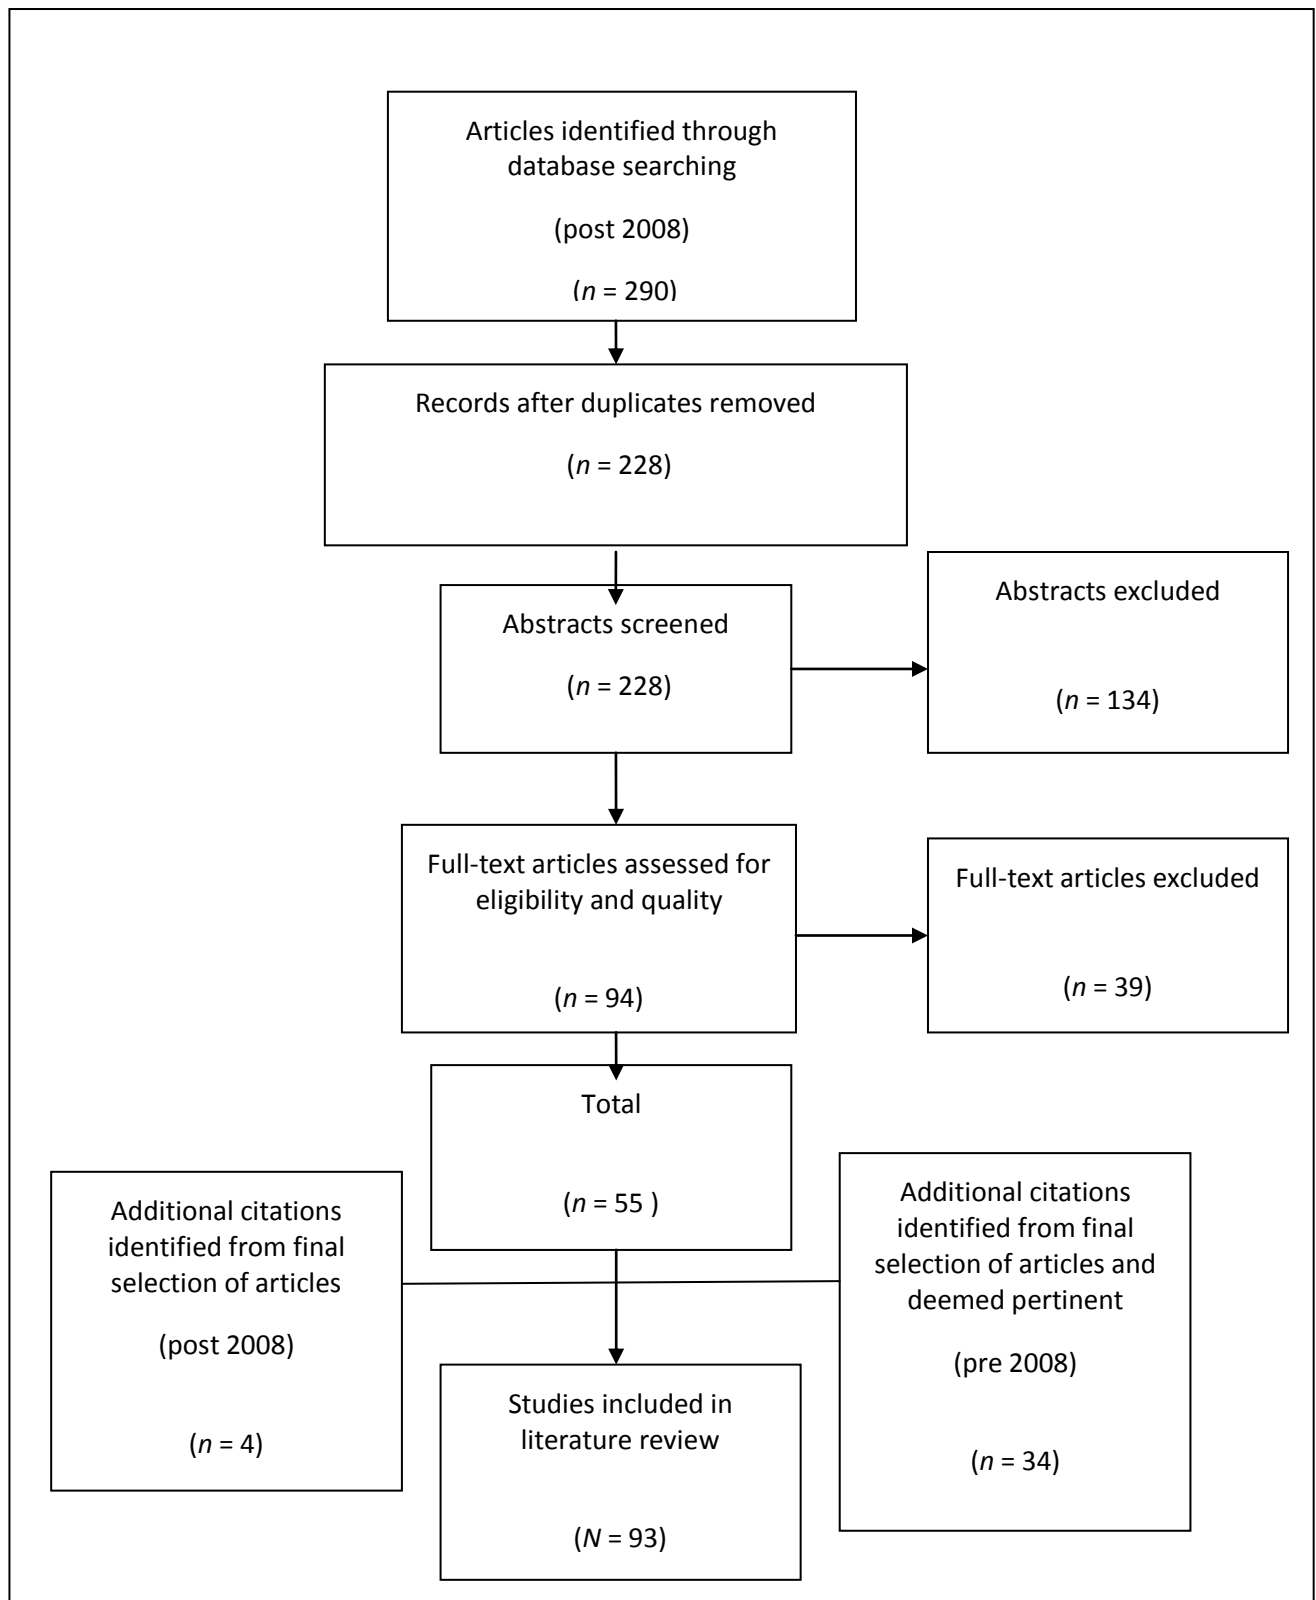 Articles identified through
database searching
(post 2008)
(n = 290)
Records after duplicates removed
(n = 228)
Abstracts screened
(n = 228)
Abstracts excluded
(n = 134)
Full-text articles assessed for
eligibility and quality
(n = 94)
Full-text articles excluded
(n = 39)
Total
(n = 55 )
Additional citations
identified from final
selection of articles
(post 2008)
(n = 4)
Additional citations
identified from final
selection of articles and
deemed pertinent
(pre 2008)
(n = 34)
Studies included in
literature review
(N = 93)